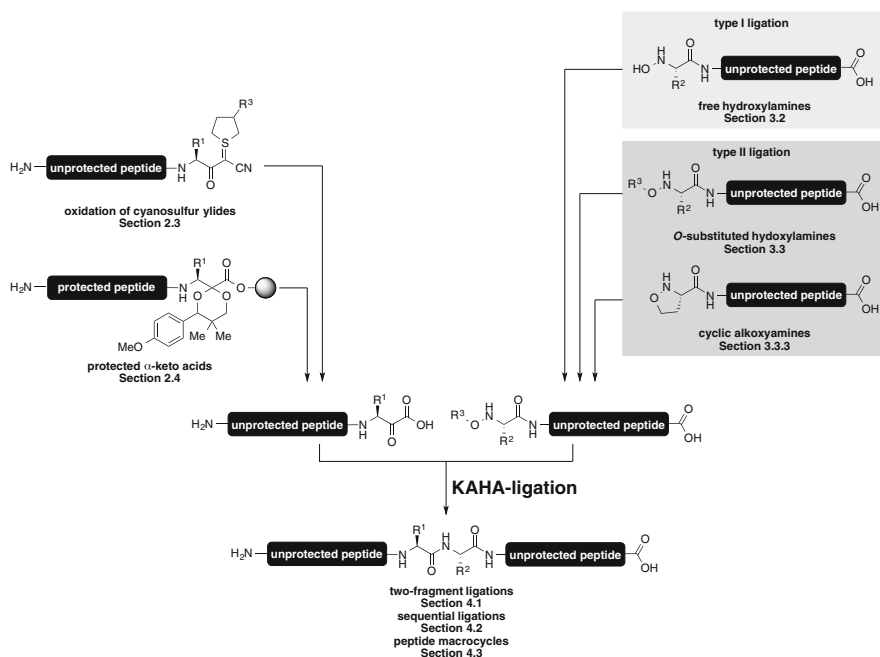 type I ligation
HO
H
N
O
R2
NH
unprotected peptide
O
OH
free hydroxylamines
Section 3.2
type II ligation
R3
O
H
N
O
R2
NH
unprotected peptide
O
OH
O-substituted hydoxylamines
Section 3.3
HN
O
O
NH
unprotected peptide
O
OH
cyclic alkoxyamines
Section 3.3.3
R3
R1
S
H2N
unprotected peptide
N
H
O
CN
oxidation of cyanosulfur ylides
Section 2.3
R1
O
H2N
protected peptide
N
H
O
O O
Me Me
MeO
protected α-keto acids
Section 2.4
R1
O
H2N
unprotected peptide
N
H
O
OH
R3
O
H
N
O
R2
NH
unprotected peptide
O
OH
KAHA-ligation
R1
H
N
O
H2N
unprotected peptide
N
H
O
R2
NH
unprotected peptide
O
OH
two-fragment ligations
Section 4.1
sequential ligations
Section 4.2
peptide macrocycles
Section 4.3